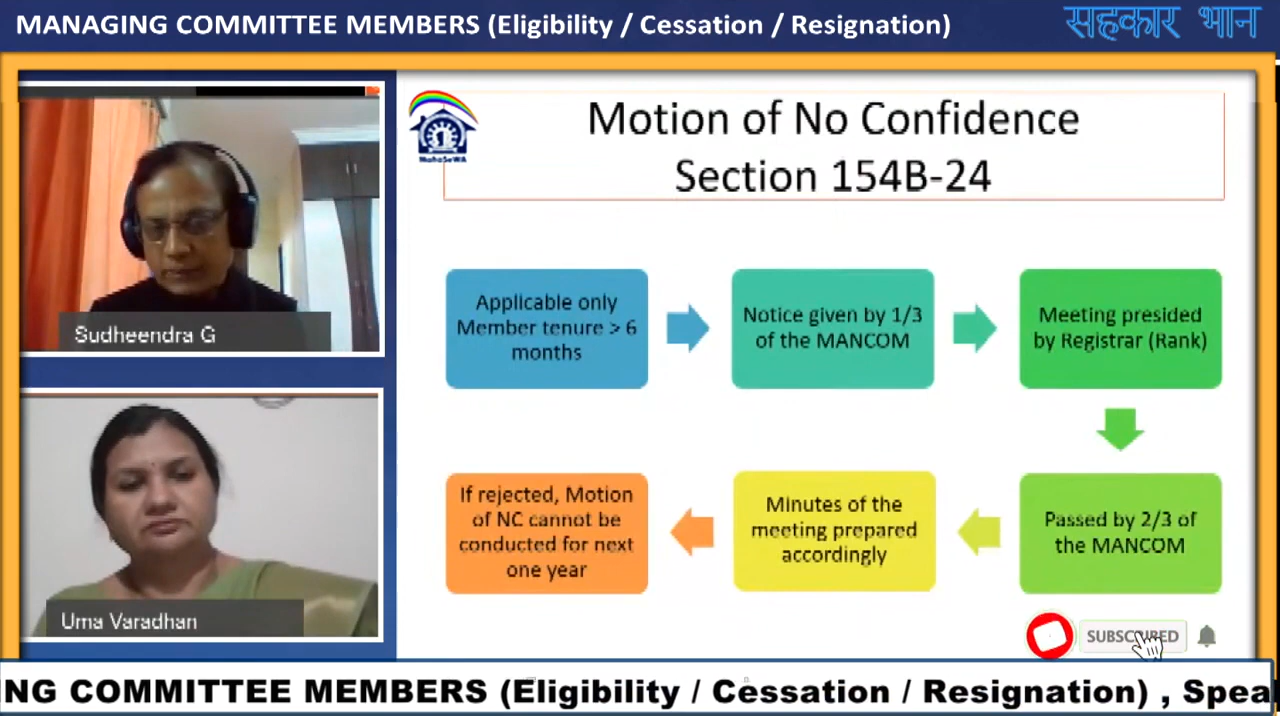 MANAGING COMMITTEE MEMBERS (Eligibility / Cessation / Resignation)
सहकार भान
MahaSeWA
Motion of No Confidence
Section 154B-24
Sudheendra G
Uma Varadhan
Applicable only
Member tenure > 6
months
Notice given by 1/3
of the MANCOM
Meeting presided
by Registrar (Rank)
Passed by 2/3 of
the MANCOM
Minutes of the
meeting prepared
accordingly
If rejected, Motion
of NC cannot be
conducted for next
one year
SUBSCRIBED
NG COMMITTEE MEMBERS (Eligibility / Cessation / Resignation) , Spea